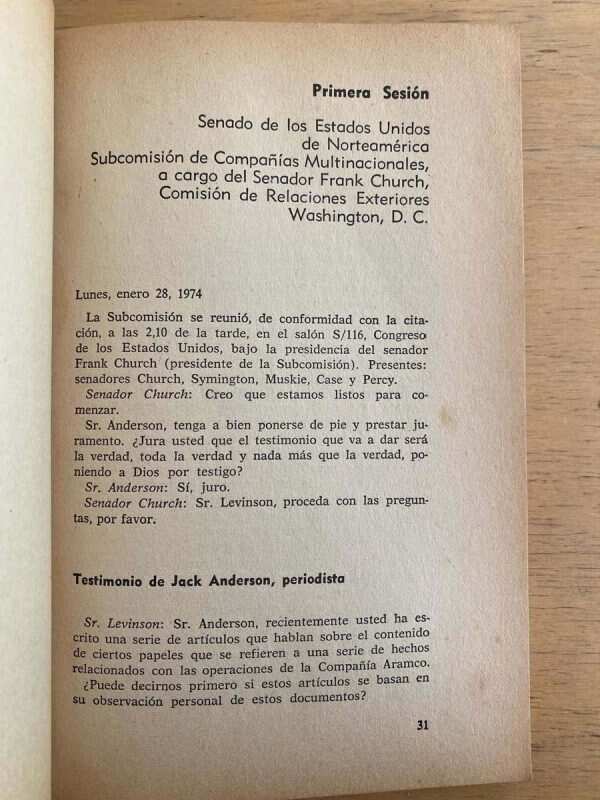 Primera Sesión
Senado de los Estados Unidos
de Norteamérica
Subcomisión de Compañías Multinacionales,
a cargo del Senador Frank Church,
Comisión de Relaciones Exteriores
Washington, D. C.
Lunes, enero 28, 1974
La Subcomisión se reunió, de conformidad con la cita-
ción, a las 2,10 de la tarde, en el salón S/116, Congreso
de los Estados Unidos, bajo la presidencia del senador
Frank Church (presidente de la Subcomisión). Presentes:
senadores Church, Symington, Muskie, Case y Percy.
Senador Church: Creo que estamos listos para co-
menzar.
Sr. Anderson, tenga a bien ponerse de pie y prestar ju-
ramento. ¿Jura usted que el testimonio que va a dar será
la verdad, toda la verdad y nada más que la verdad, po-
niendo a Dios por testigo?
Sr. Anderson: Sí, juro.
Senador Church: Sr. Levinson, proceda con las pregun-
tas, por favor.
Testimonio de Jack Anderson, periodista
Sr. Levinson: Sr. Anderson, recientemente usted ha es-
crito una serie de artículos que hablan sobre el contenido
de ciertos papeles que se refieren a una serie de hechos
relacionados con las operaciones de la Compañía Aramco.
¿Puede decirnos primero si estos artículos se basan en
su observación personal de estos documentos?
31